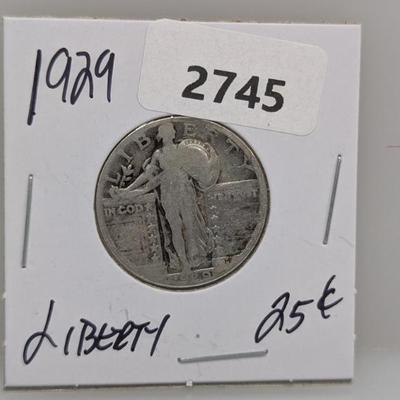 1929
2745
LIBERTY
IN GOD WE TRUST
LIBERTY 25¢